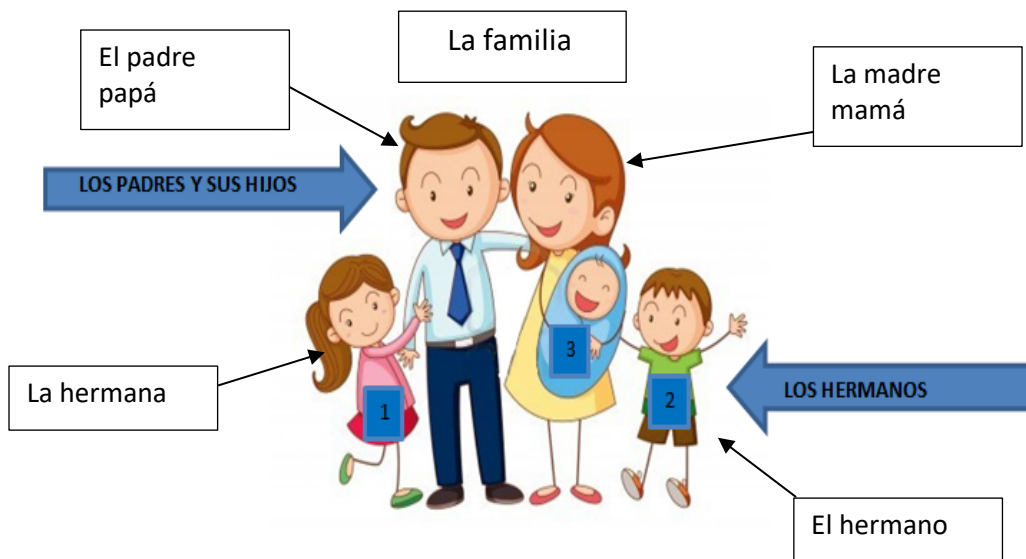 La familia
El padre
papá
La madre
mamá
LOS PADRES Y SUS HIJOS
3
La hermana
1
2
LOS HERMANOS
El hermano